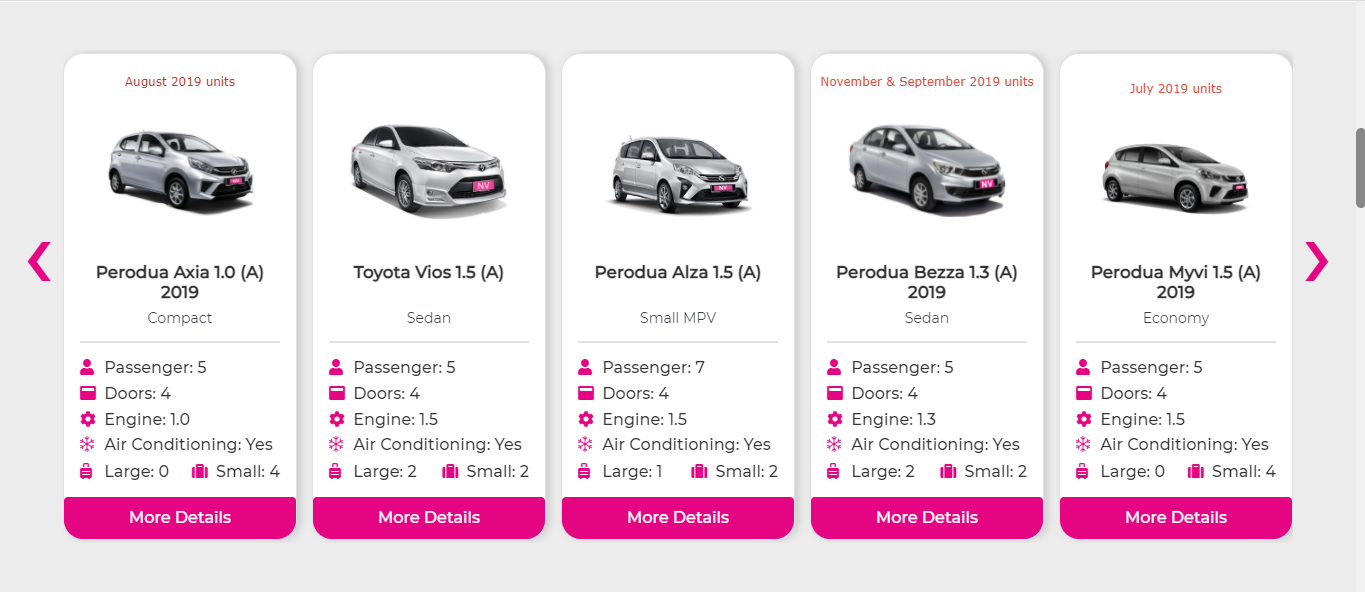 August 2019 units
Perodua Axia 1.0 (A)
2019
Compact
Passenger: 5
Doors: 4
Engine: 1.0
Air Conditioning: Yes
Large: 0 Small: 4
More Details
NV
Toyota Vios 1.5 (A)
Sedan
Passenger: 5
Doors: 4
Engine: 1.5
Air Conditioning: Yes
Large: 2 Small: 2
More Details
NV
Perodua Alza 1.5 (A)
Small MPV
Passenger: 7
Doors: 4
Engine: 1.5
Air Conditioning: Yes
Large: 1 Small: 2
More Details
November & September 2019 units
NV
Perodua Bezza 1.3 (A)
2019
Sedan
Passenger: 5
Doors: 4
Engine: 1.3
Air Conditioning: Yes
Large: 2 Small: 2
More Details
July 2019 units
Perodua Myvi 1.5 (A)
2019
Economy
Passenger: 5
Doors: 4
Engine: 1.5
Air Conditioning: Yes
Large: 0 Small: 4
More Details